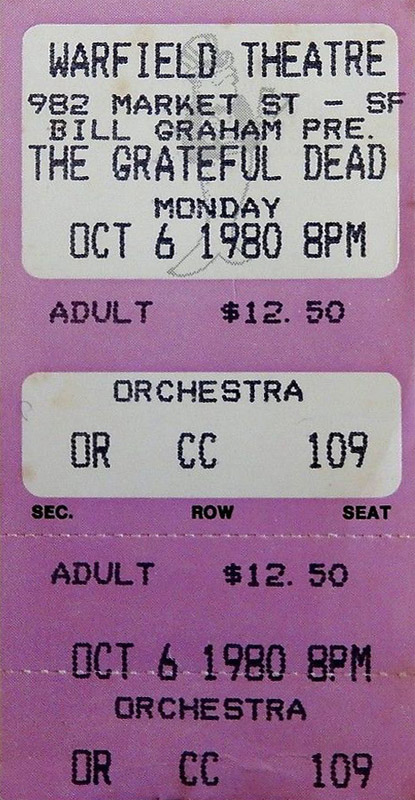 WARFIELD THEATRE
982 MARKET ST - SF
BILL GRAHAM PRE.
THE GRATEFUL DEAD
MONDAY
OCT 6 1980 8PM
ADULT $12.50
ORCHESTRA
OR CC 109
SEC. ROW SEAT
ADULT $12.50
OCT 6 1980 8PM
ORCHESTRA
OR CC 109